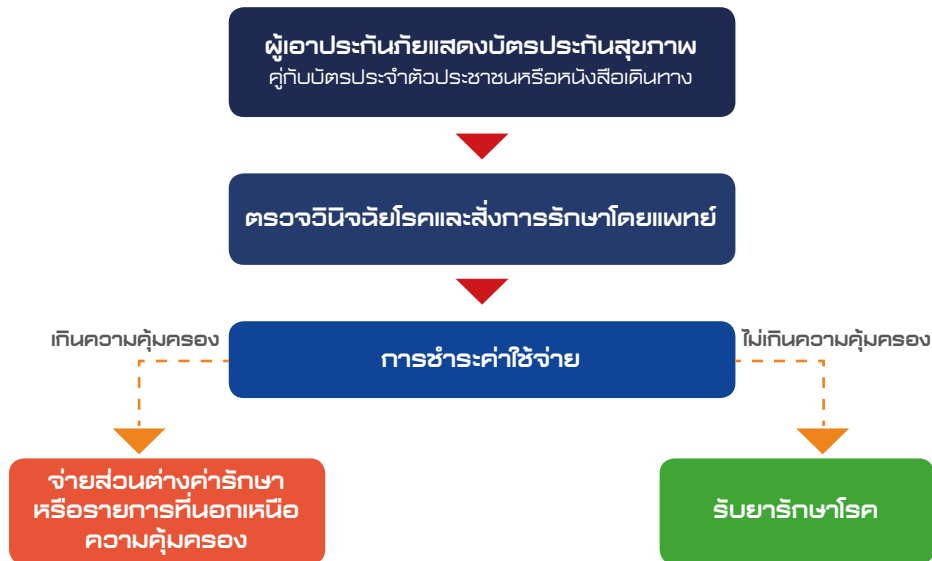 ผู้เอาประกันภัยแสดงบัตรประกันสุขภาพ
คู่กับบัตรประจำตัวประชาชนหรือหนังสือเดินทาง
ตรวจวินิจฉัยโรคและสั่งการรักษาโดยแพทย์
เกินความคุ้มครอง
การชำระค่าใช้จ่าย
ไม่เกินความคุ้มครอง
จ่ายส่วนต่างค่ารักษา
หรือรายการที่นอกเหนือ
ความคุ้มครอง
รับยารักษาโรค